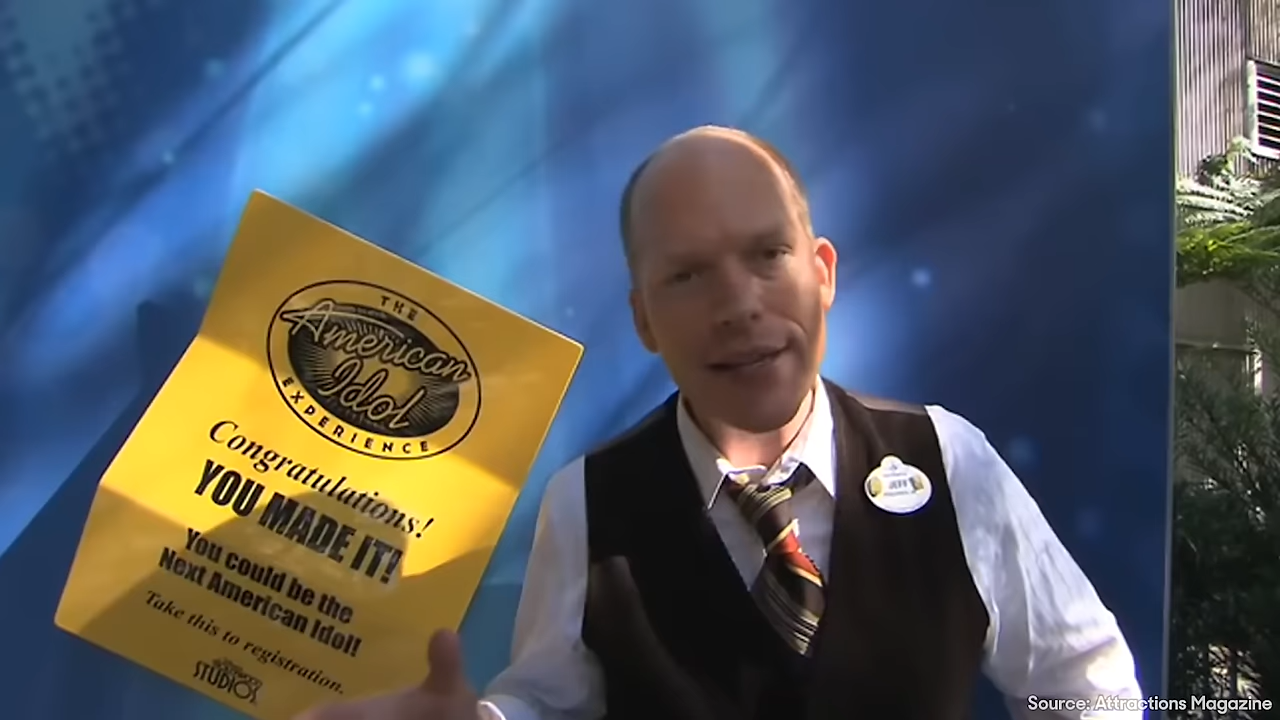 THE
American
Idol
EXPERIENCE
Congratulations!
YOU MADE IT!
You could be the
Next American Idol!
Take this to registration.
STUDIOS
JEFF
Source: Attractions Magazine